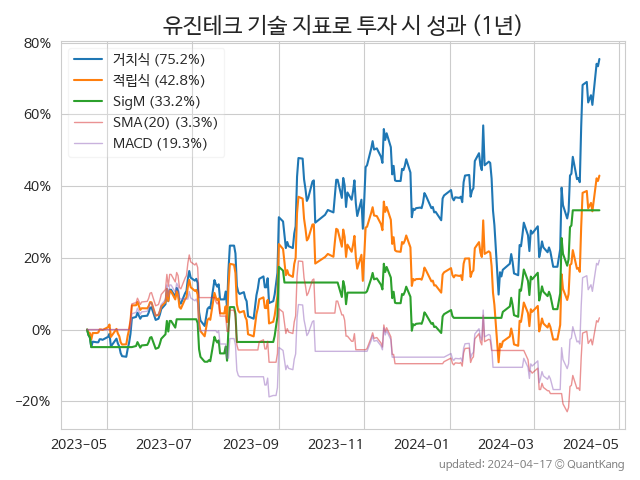 유진테크 기술 지표로 투자 시 성과 (1년)
80%
60%
40%
20%
0%
−20%
거치식 (75.2%)
적립식 (42.8%)
SigM (33.2%)
SMA(20) (3.3%)
MACD (19.3%)
2023-05 2023-07 2023-09 2023-11 2024-01 2024-03 2024-05
updated: 2024-04-17 © QuantKang